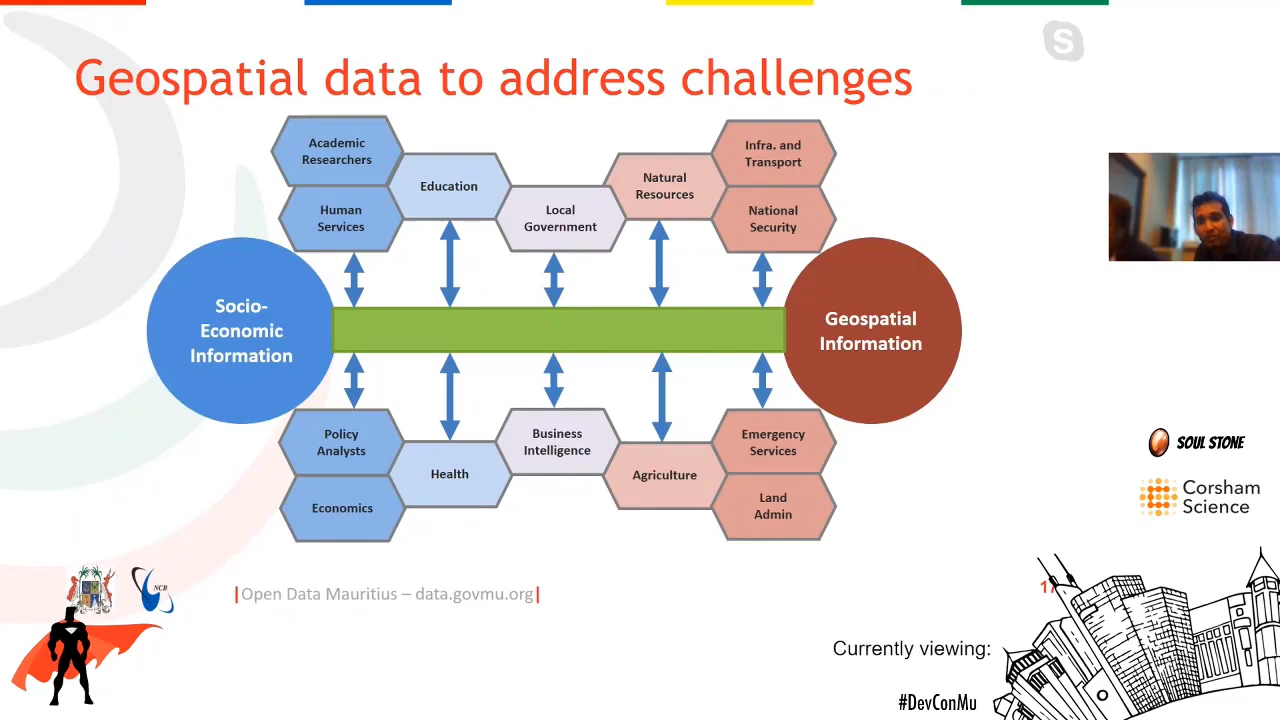 Geospatial data to address challenges
Academic
Researchers
Education
Human
Services
Local
Government
Natural
Resources
Infra. and
Transport
National
Security
Socio-
Economic
Information
Geospatial
Information
Policy
Analysts
Economics
Health
Business
Intelligence
Agriculture
Emergency
Services
Land
Admin
S
SOUL STONE
Corsham
Science
NCB
|Open Data Mauritius – data.govmu.org|
17
Currently viewing:
#DevConMu